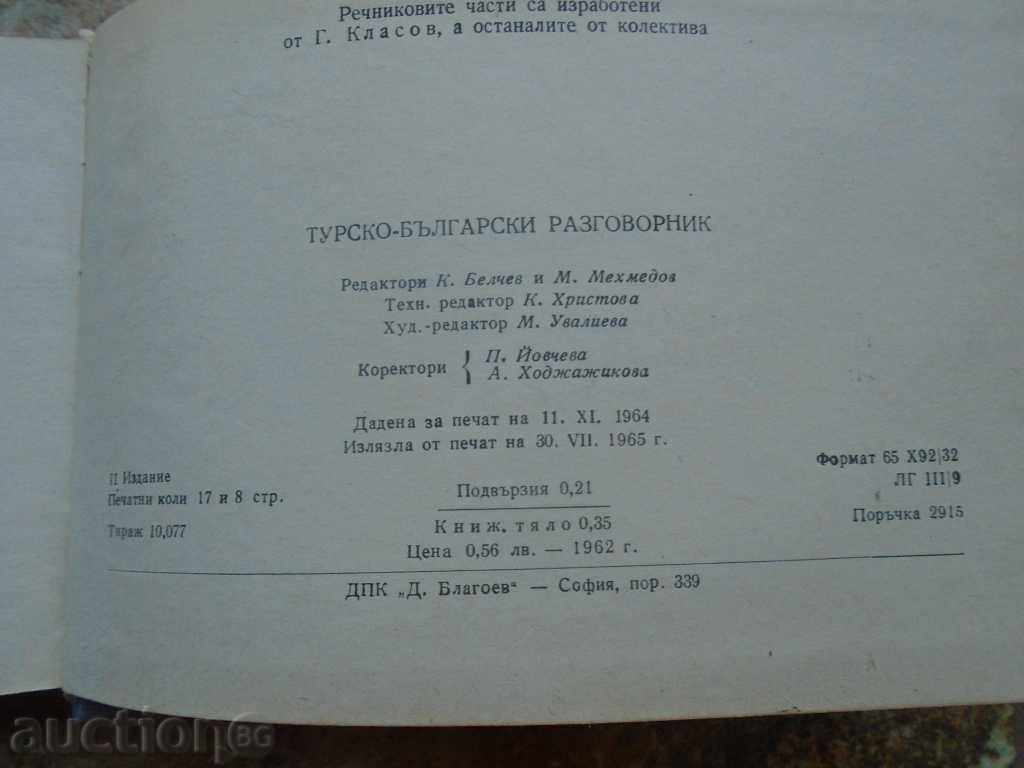 Речниковите части са изработени
от Г. Класов, а останалите от колектива
ТУРСКО-БЪЛГАРСКИ РАЗГОВОРНИК
Редактори К. Белчев и М. Мехмедов
Техн. редактор К. Христова
Худ.-редактор М. Увалиева
Коректори { П. Йовчева
А. Ходжажикова
Дадена за печат на 11. XI. 1964
Излязла от печат на 30. VII. 1965 г.
II Издание
Печатни коли 17 и 8 стр.
Тираж 10,077
Подвързия 0,21
Книж. тяло 0,35
Цена 0,56 лв. — 1962 г.
Формат 65 X92|32
ЛГ III|9
Поръчка 2915
ДПК „Д. Благоев“ — София, пор. 339
auction BG